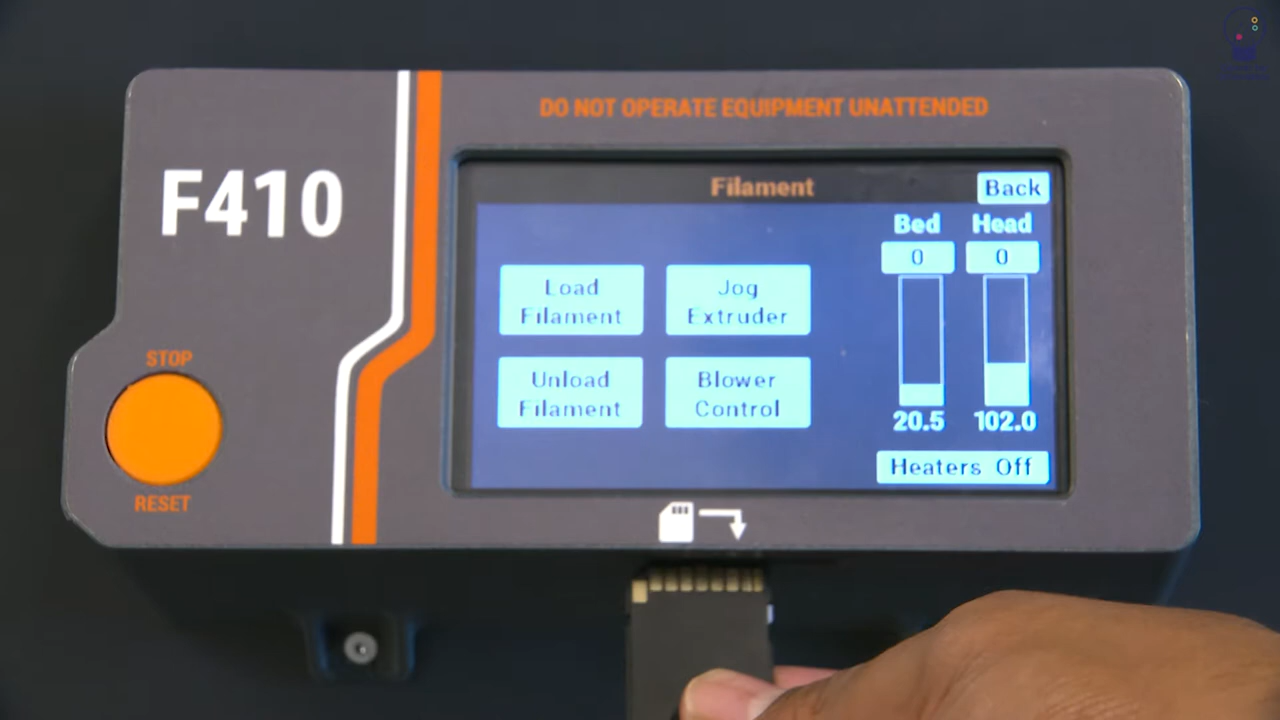 DO NOT OPERATE EQUIPMENT UNATTENDED
F410
STOP
RESET
Filament
Back
Bed Head
0 0
Load Filament
Jog Extruder
Unload Filament
Blower Control
20.5 102.0
Heaters Off